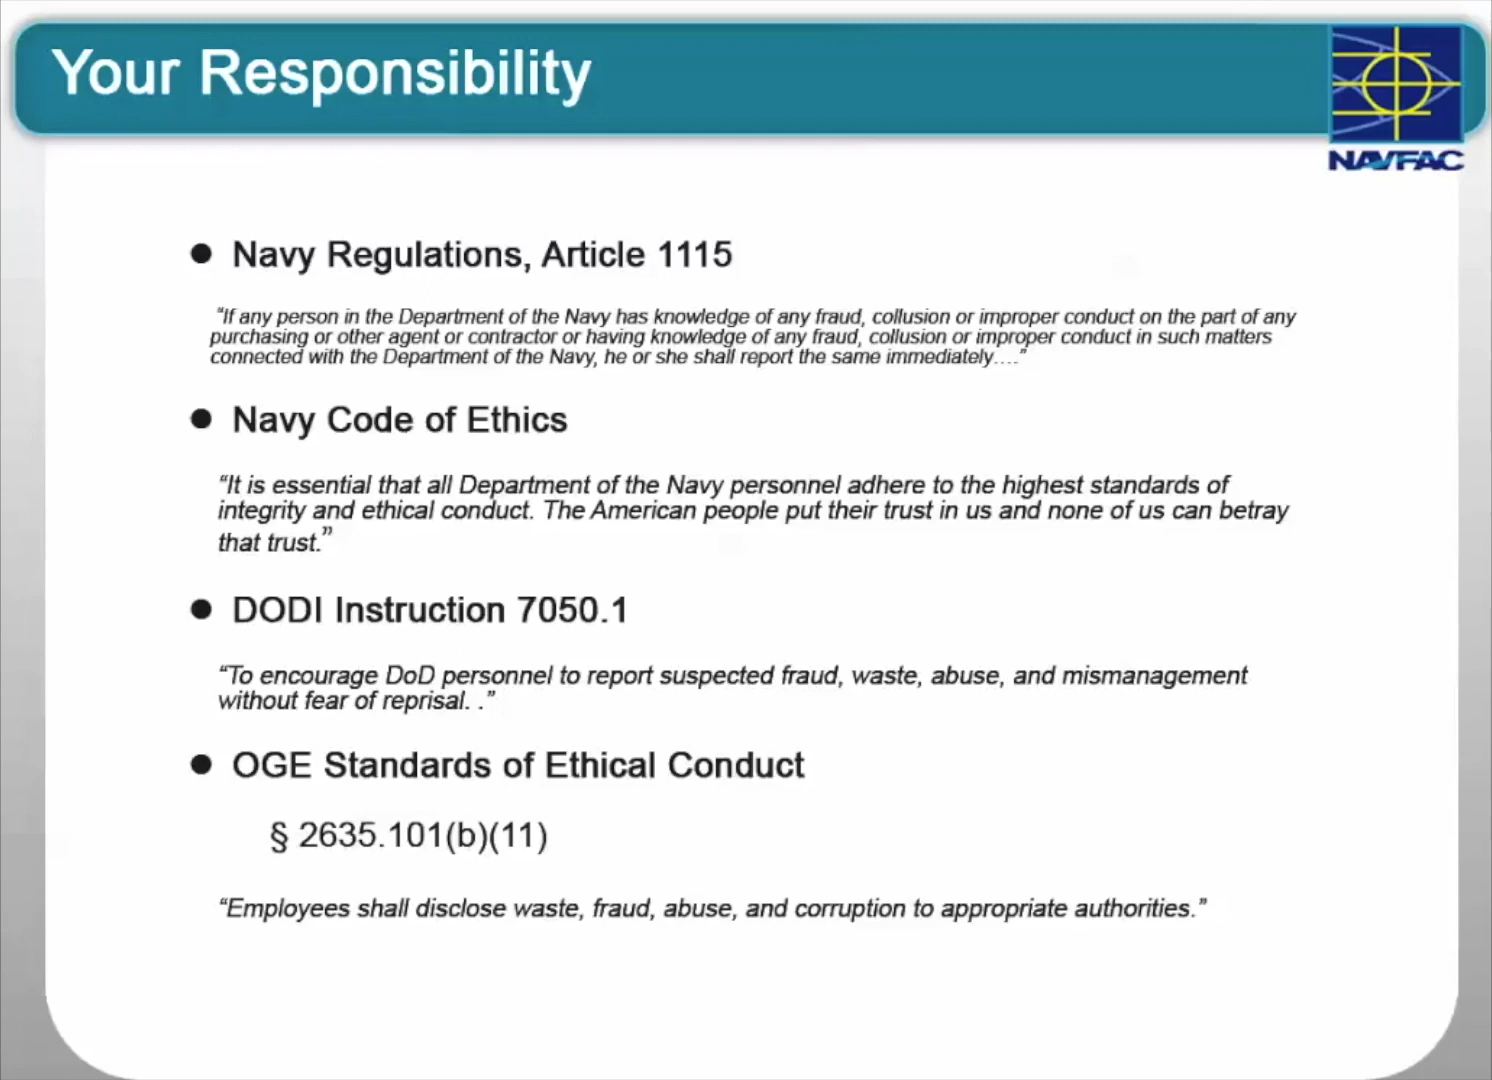 Your Responsibility
NAVFAC
● Navy Regulations, Article 1115
"If any person in the Department of the Navy has knowledge of any fraud, collusion or improper conduct on the part of any
purchasing or other agent or contractor or having knowledge of any fraud, collusion or improper conduct in such matters
connected with the Department of the Navy, he or she shall report the same immediately...."
● Navy Code of Ethics
“It is essential that all Department of the Navy personnel adhere to the highest standards of
integrity and ethical conduct. The American people put their trust in us and none of us can betray
that trust.”
● DODI Instruction 7050.1
“To encourage DoD personnel to report suspected fraud, waste, abuse, and mismanagement
without fear of reprisal. .”
● OGE Standards of Ethical Conduct
§ 2635.101(b)(11)
“Employees shall disclose waste, fraud, abuse, and corruption to appropriate authorities.”